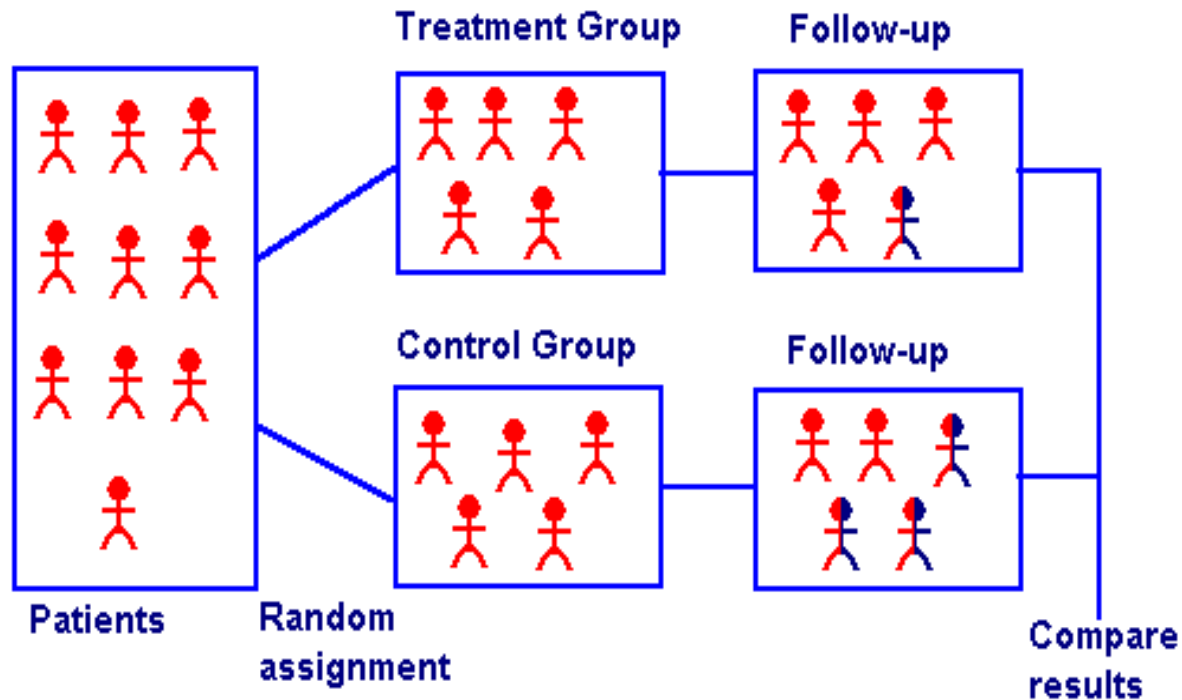 Treatment Group
Follow-up
Control Group
Follow-up
Patients
Random
assignment
Compare
results